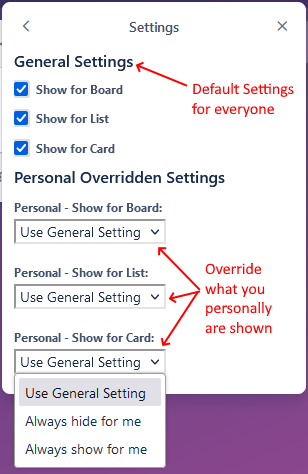 Settings
General Settings
Show for Board
Show for List
Show for Card
Default Settings
for everyone
Personal Overridden Settings
Personal - Show for Board:
Use General Setting
Personal - Show for List:
Use General Setting
Personal - Show for Card:
Use General Setting
Use General Setting
Always hide for me
Always show for me
Override
what you
personally
are shown